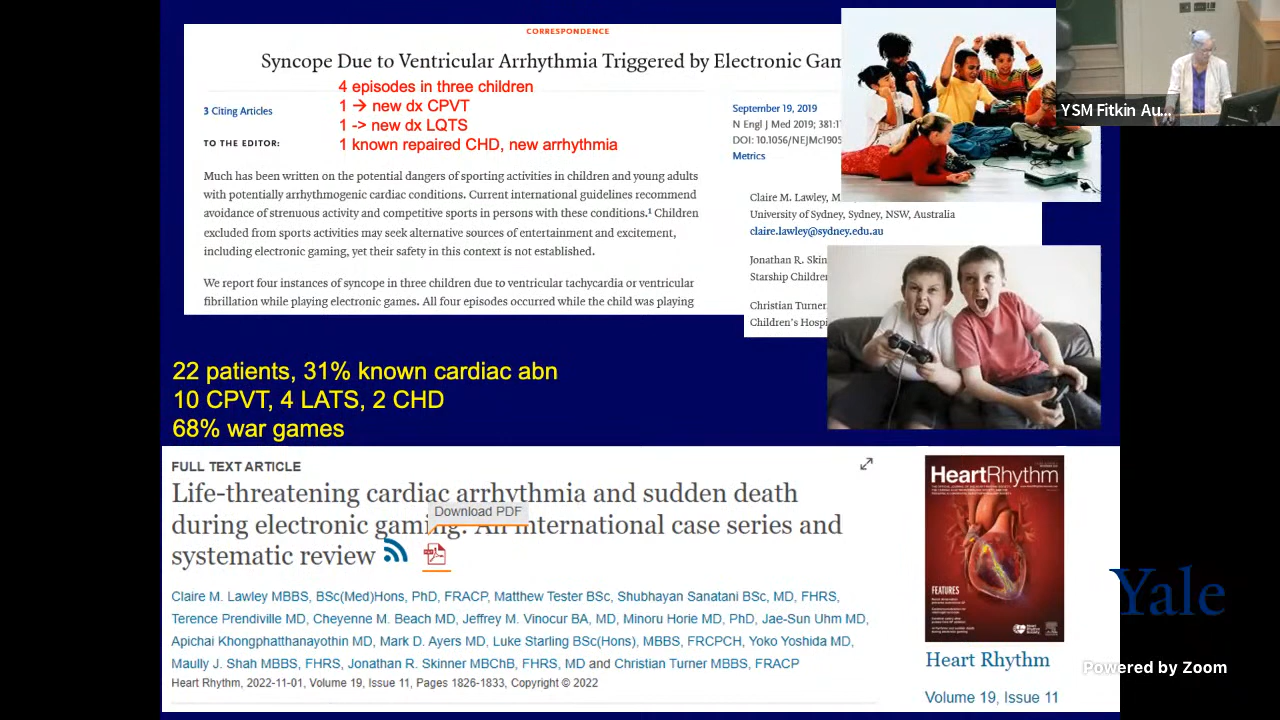 CORRESPONDENCE
Syncope Due to Ventricular Arrhythmia Triggered by Electronic Gam
4 episodes in three children
1 → new dx CPVT
1 -> new dx LQTS
1 known repaired CHD, new arrhythmia
3 Citing Articles
TO THE EDITOR:
Much has been written on the potential dangers of sporting activities in children and young adults
with potentially arrhythmogenic cardiac conditions. Current international guidelines recommend
avoidance of strenuous activity and competitive sports in persons with these conditions.1 Children
excluded from sports activities may seek alternative sources of entertainment and excitement,
including electronic gaming, yet their safety in this context is not established.
We report four instances of syncope in three children due to ventricular tachycardia or ventricular
fibrillation while playing electronic games. All four episodes occurred while the child was playing
September 19, 2019
N Engl J Med 2019; 381:1
DOI: 10.1056/NEJMc1905
Metrics
Claire M. Lawley, M
University of Sydney, Sydney, NSW, Australia
claire.lawley@sydney.edu.au
Jonathan R. Skin
Starship Children
Christian Turner
Children's Hospi
YSM Fitkin Au...
22 patients, 31% known cardiac abn
10 CPVT, 4 LATS, 2 CHD
68% war games
FULL TEXT ARTICLE
Life-threatening cardiac arrhythmia and sudden death
during electronic gaming: An international case series and
systematic review
Download PDF
Claire M. Lawley MBBS, BSc(Med)Hons, PhD, FRACP, Matthew Tester BSc, Shubhayan Sanatani BSc, MD, FHRS,
Terence Prendiville MD, Cheyenne M. Beach MD, Jeffrey M. Vinocur BA, MD, Minoru Horie MD, PhD, Jae-Sun Uhm MD,
Apichai Khongphatthanayothin MD, Mark D. Ayers MD, Luke Starling BSc(Hons), MBBS, FRCPCH, Yoko Yoshida MD,
Maully J. Shah MBBS, FHRS, Jonathan R. Skinner MBChB, FHRS, MD and Christian Turner MBBS, FRACP
Heart Rhythm, 2022-11-01, Volume 19, Issue 11, Pages 1826-1833, Copyright © 2022
HeartRhythm
FEATURES
Heart Rhythm
Volume 19, Issue 11
Yale
Powered by Zoom